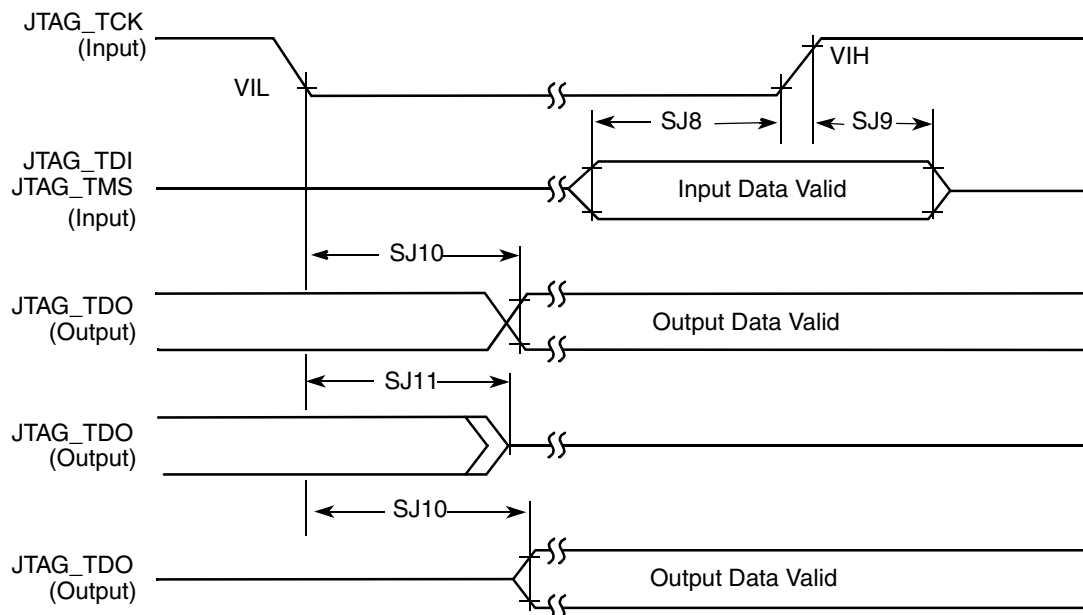 JTAG_TCK
(Input)
VIH
VIL
SJ8
SJ9
JTAG_TDI
JTAG_TMS
(Input)
Input Data Valid
SJ10
JTAG_TDO
(Output)
Output Data Valid
SJ11
JTAG_TDO
(Output)
SJ10
JTAG_TDO
(Output)
Output Data Valid